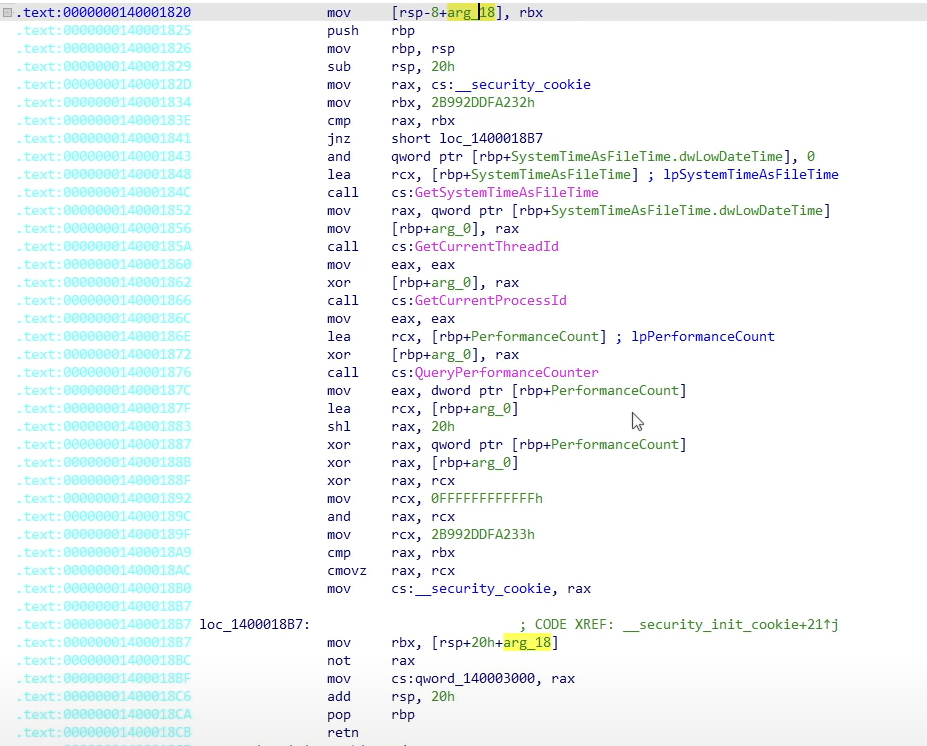 .text:0000000140001820 mov [rsp-8+arg_18], rbx
.text:0000000140001825 push rbp
.text:0000000140001826 mov rbp, rsp
.text:0000000140001829 sub rsp, 20h
.text:000000014000182D mov rax, cs:__security_cookie
.text:0000000140001834 mov rbx, 2B992DDFA232h
.text:000000014000183E cmp rax, rbx
.text:0000000140001841 jnz short loc_1400018B7
.text:0000000140001843 and qword ptr [rbp+SystemTimeAsFileTime.dwLowDateTime], 0
.text:0000000140001848 lea rcx, [rbp+SystemTimeAsFileTime] ; lpSystemTimeAsFileTime
.text:000000014000184C call cs:GetSystemTimeAsFileTime
.text:0000000140001852 mov rax, qword ptr [rbp+SystemTimeAsFileTime.dwLowDateTime]
.text:0000000140001856 mov [rbp+arg_0], rax
.text:000000014000185A call cs:GetCurrentThreadId
.text:0000000140001860 mov eax, eax
.text:0000000140001862 xor [rbp+arg_0], rax
.text:0000000140001866 call cs:GetCurrentProcessId
.text:000000014000186C mov eax, eax
.text:000000014000186E lea rcx, [rbp+PerformanceCount] ; lpPerformanceCount
.text:0000000140001872 xor [rbp+arg_0], rax
.text:0000000140001876 call cs:QueryPerformanceCounter
.text:000000014000187C mov eax, dword ptr [rbp+PerformanceCount]
.text:000000014000187F lea rcx, [rbp+arg_0]
.text:0000000140001883 shl rax, 20h
.text:0000000140001887 xor rax, qword ptr [rbp+PerformanceCount]
.text:000000014000188B xor rax, [rbp+arg_0]
.text:000000014000188F xor rax, rcx
.text:0000000140001892 mov rcx, 0FFFFFFFFFFFFh
.text:000000014000189C and rax, rcx
.text:000000014000189F mov rcx, 2B992DDFA233h
.text:00000001400018A9 cmp rax, rbx
.text:00000001400018AC cmovz rax, rcx
.text:00000001400018B0 mov cs:__security_cookie, rax
.text:00000001400018B7
.text:00000001400018B7 loc_1400018B7: ; CODE XREF: __security_init_cookie+21↑j
.text:00000001400018B7 mov rbx, [rsp+20h+arg_18]
.text:00000001400018BC not rax
.text:00000001400018BF mov cs:qword_140003000, rax
.text:00000001400018C6 add rsp, 20h
.text:00000001400018CA pop rbp
.text:00000001400018CB retn